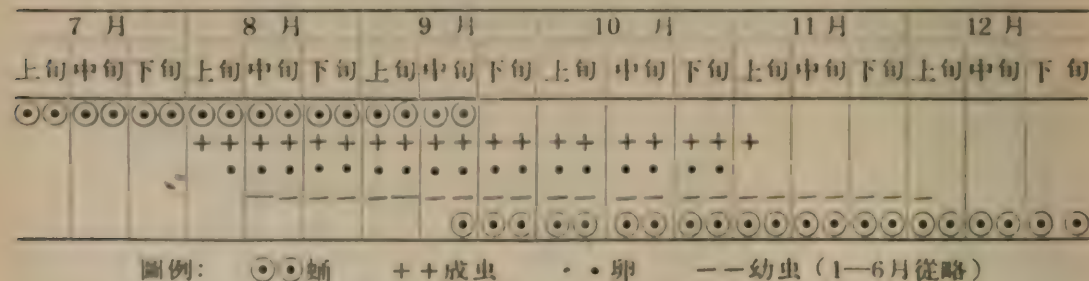 7 月 8 月 9 月 10 月 11月 12 月
上旬 中旬 下旬 上旬 中旬 下旬 上旬 中旬 下旬 上旬 中旬 下旬 上旬 中旬 下旬 上旬 中旬 下旬
⊙⊙ ⊙⊙ ⊙⊙ ⊙⊙ ⊙⊙ ⊙⊙ ⊙⊙ ⊙⊙
++ ++ ++ ++ ++ ++ ++ ++ ++ +
• •• •• •• •• •• •• •• ••
—— —— —— —— —— —— —— —— —— —— —— —
⊙ ⊙⊙ ⊙⊙ ⊙⊙ ⊙⊙ ⊙⊙ ⊙⊙ ⊙⊙ ⊙⊙ ⊙⊙ ⊙⊙
圖例: ⊙⊙蛹 ++成虫 ··卵 ——幼虫（1—6月從略）